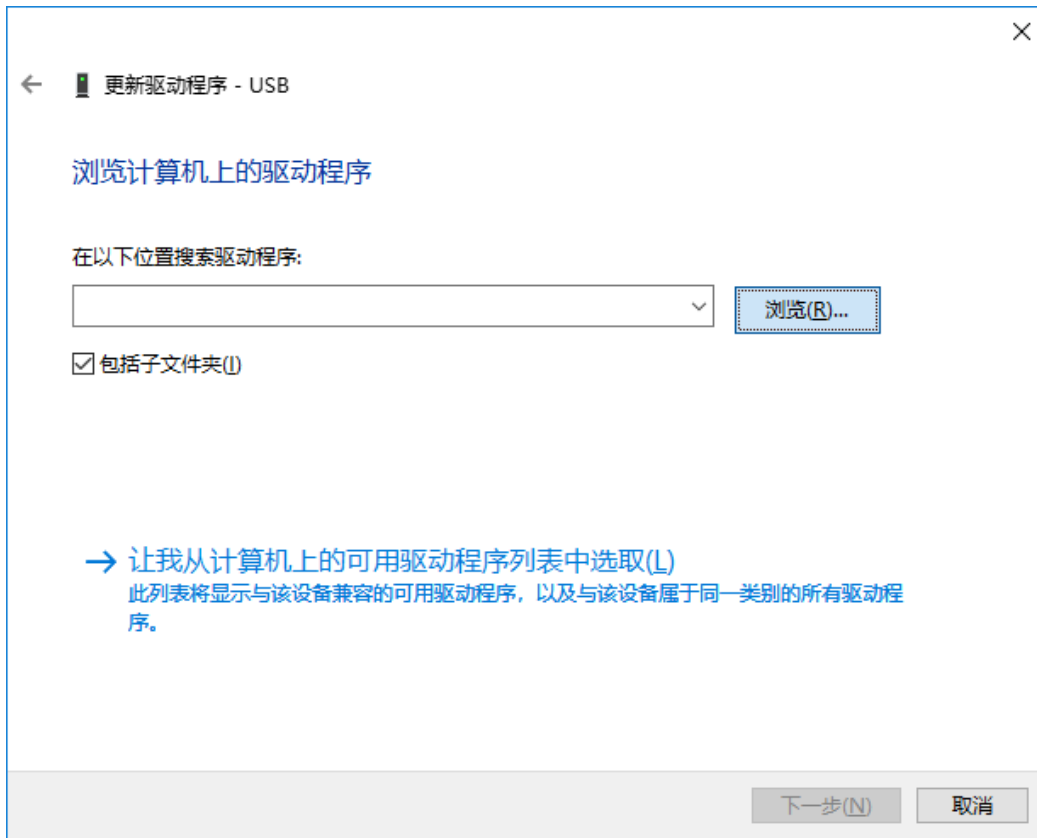 更新驱动程序 - USB
浏览计算机上的驱动程序
在以下位置搜索驱动程序:
浏览(R)...
包括子文件夹(I)
让我从计算机上的可用驱动程序列表中选取(L)
此列表将显示与该设备兼容的可用驱动程序，以及与该设备属于同一类别的所有驱动程
序。
下一步(N)
取消